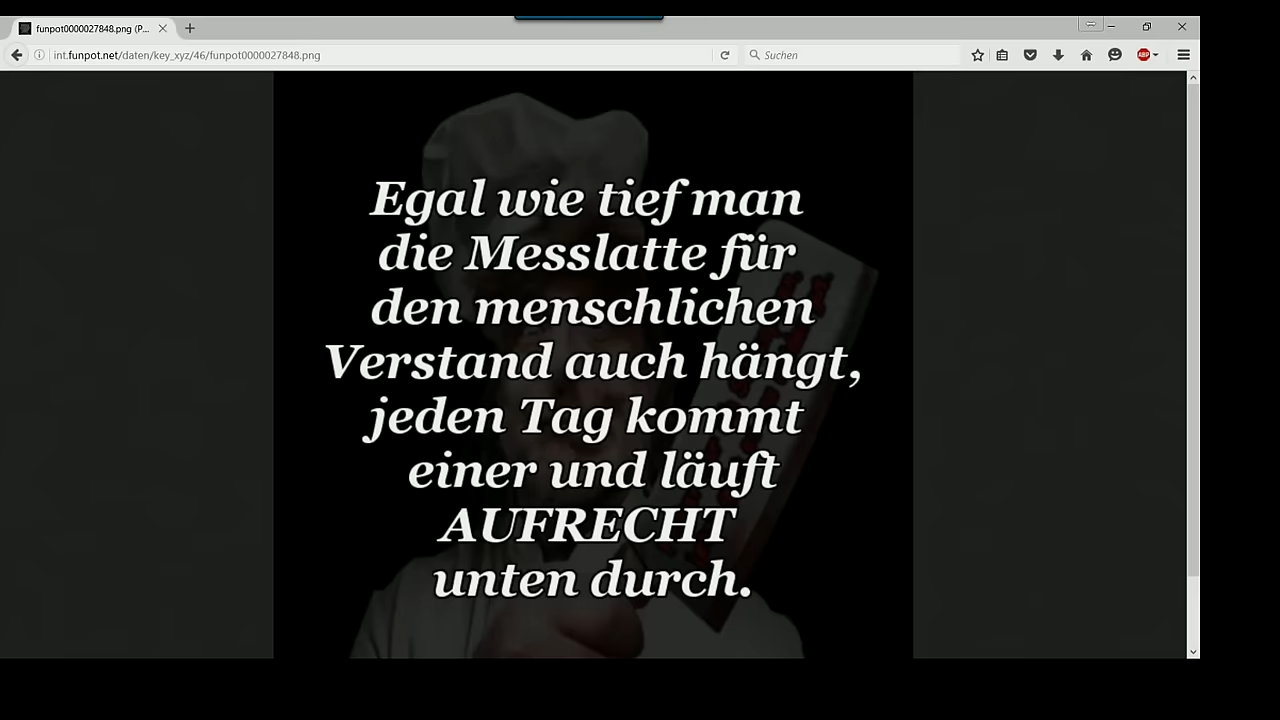 funpot0000027848.png (P...
int.funpot.net/daten/key_xyz/46/funpot0000027848.png
Suchen
ABP
Egal wie tief man
die Messlatte für
den menschlichen
Verstand auch hängt,
jeden Tag kommt
einer und läuft
AUFRECHT
unten durch.